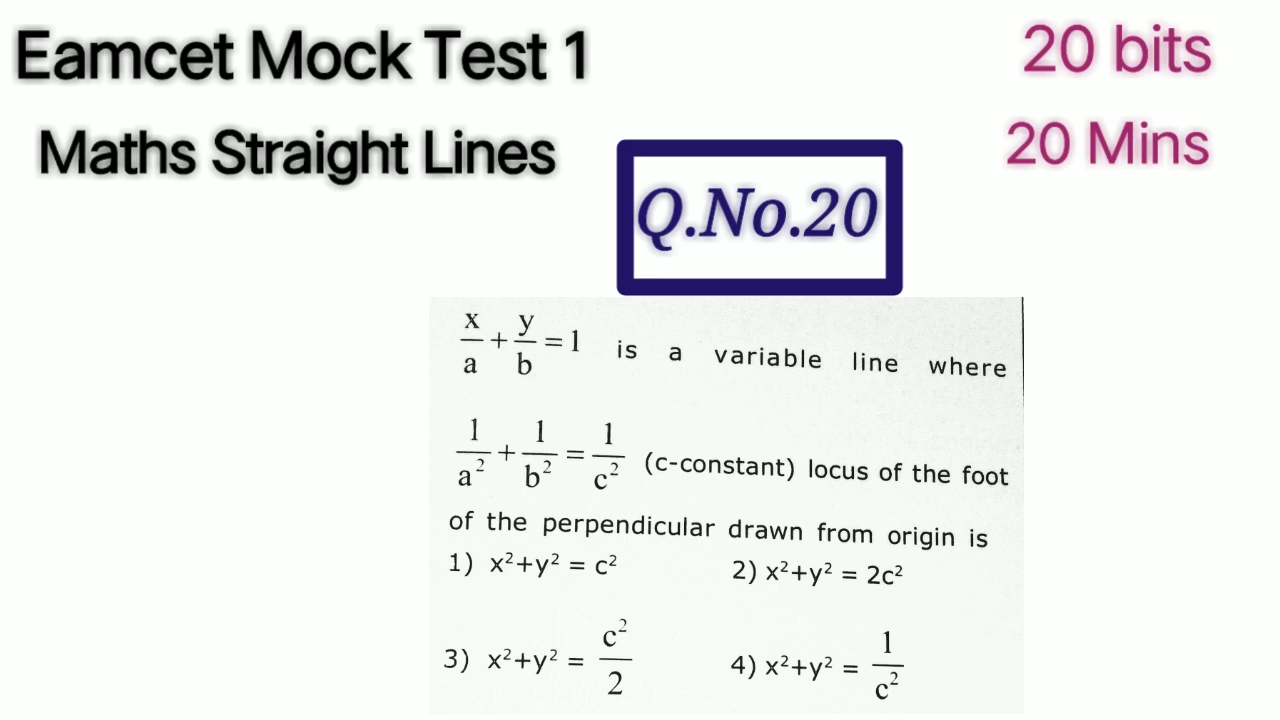 Eamcet Mock Test 1
20 bits
Maths Straight Lines
20 Mins
Q.No.20
x/a + y/b = 1 is a variable line where
1/a² + 1/b² = 1/c² (c-constant) locus of the foot
of the perpendicular drawn from origin is
1) x²+y² = c² 2) x²+y² = 2c²
3) x²+y² = c²/2 4) x²+y² = 1/c²